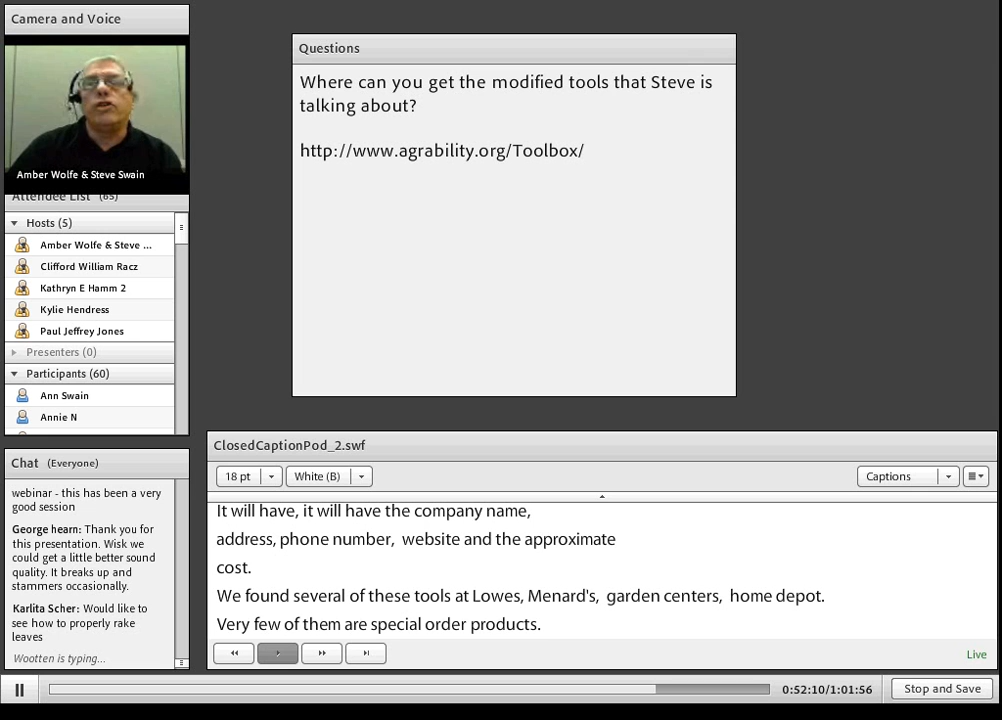 Camera and Voice
Amber Wolfe & Steve Swain
Attendee List (65)
Hosts (5)
Amber Wolfe & Steve ...
Clifford William Racz
Kathryn E Hamm 2
Kylie Hendress
Paul Jeffrey Jones
Presenters (0)
Participants (60)
Ann Swain
Annie N
Chat (Everyone)
webinar - this has been a very
good session
George hearn: Thank you for
this presentation. Wisk we
could get a little better sound
quality. It breaks up and
stammers occasionally.
Karlita Scher: Would like to
see how to properly rake
leaves
Wootten is typing...
Questions
Where can you get the modified tools that Steve is
talking about?
http://www.agrability.org/Toolbox/
ClosedCaptionPod_2.swf
18 pt
White (B)
Captions
It will have, it will have the company name,
address, phone number, website and the approximate
cost.
We found several of these tools at Lowes, Menard's, garden centers, home depot.
Very few of them are special order products.
Live
0:52:10/1:01:56
Stop and Save